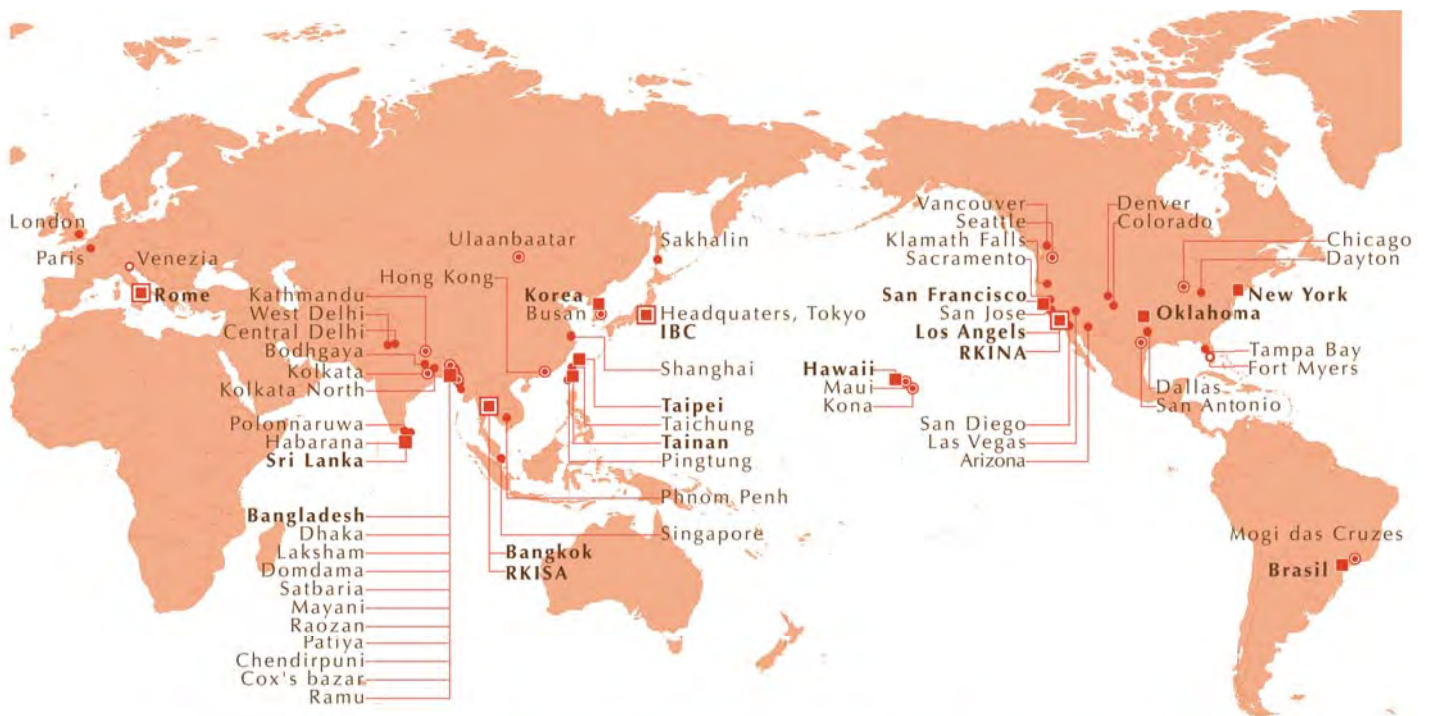 London
Paris
Venezia
Rome
Ulaanbaatar
Hong Kong
Sakhalin
Korea
Busan
Headquaters, Tokyo
IBC
Kathmandu
West Delhi
Central Delhi
Bodhgaya
Kolkata
Kolkata North
Polonnaruwa
Habarana
Sri Lanka
Bangladesh
Dhaka
Laksham
Domdama
Satbaria
Mayani
Raozan
Patiya
Chendirpuni
Cox's bazar
Ramu
Shanghai
Taipei
Taichung
Tainan
Pingtung
Phnom Penh
Singapore
Bangkok
RKISA
Vancouver
Seattle
Klamath Falls
Sacramento
San Francisco
San Jose
Los Angels
RKINA
Hawaii
Maui
Kona
San Diego
Las Vegas
Arizona
Denver
Colorado
Chicago
Dayton
New York
Oklahoma
Tampa Bay
Fort Myers
Dallas
San Antonio
Mogi das Cruzes
Brasil